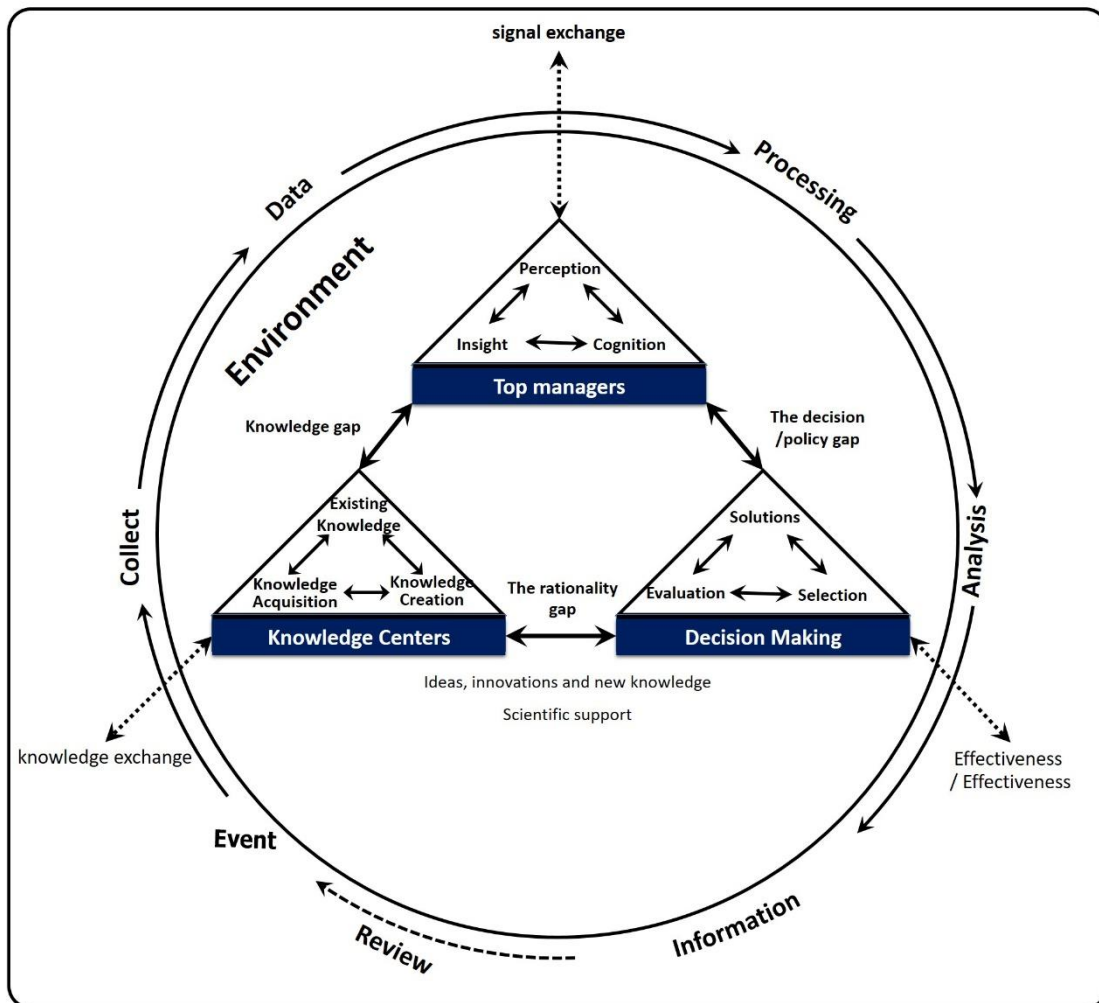 signal exchange
Data
Processing
Environment
Perception
Insight
Cognition
Top managers
Knowledge gap
The decision
/policy gap
Collect
Analysis
Existing
Knowledge
Knowledge
Acquisition
Knowledge
Creation
Knowledge Centers
The rationality
gap
Solutions
Evaluation
Selection
Decision Making
Ideas, innovations and new knowledge
Scientific support
knowledge exchange
Effectiveness
/ Effectiveness
Event
Review
Information